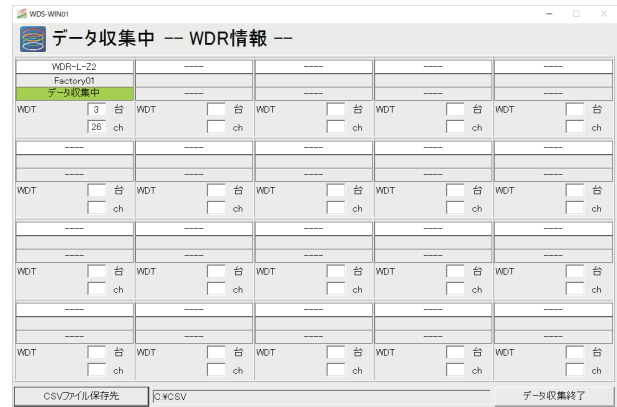 WDS-WIN01
データ収集中 -- WDR情報 --
WDR-L-Z2 ---- ---- ---- ----
Factory01
データ収集中 ---- ---- ---- ----
WDT 3 台 WDT 台 WDT 台 WDT 台 WDT 台
26 ch ch ch ch ch
---- ---- ---- ---- ----
---- ---- ---- ---- ----
WDT 台 WDT 台 WDT 台 WDT 台 WDT 台
ch ch ch ch ch
---- ---- ---- ---- ----
---- ---- ---- ---- ----
WDT 台 WDT 台 WDT 台 WDT 台 WDT 台
ch ch ch ch ch
---- ---- ---- ---- ----
---- ---- ---- ---- ----
WDT 台 WDT 台 WDT 台 WDT 台 WDT 台
ch ch ch ch ch
CSVファイル保存先 C:¥CSV データ収集終了